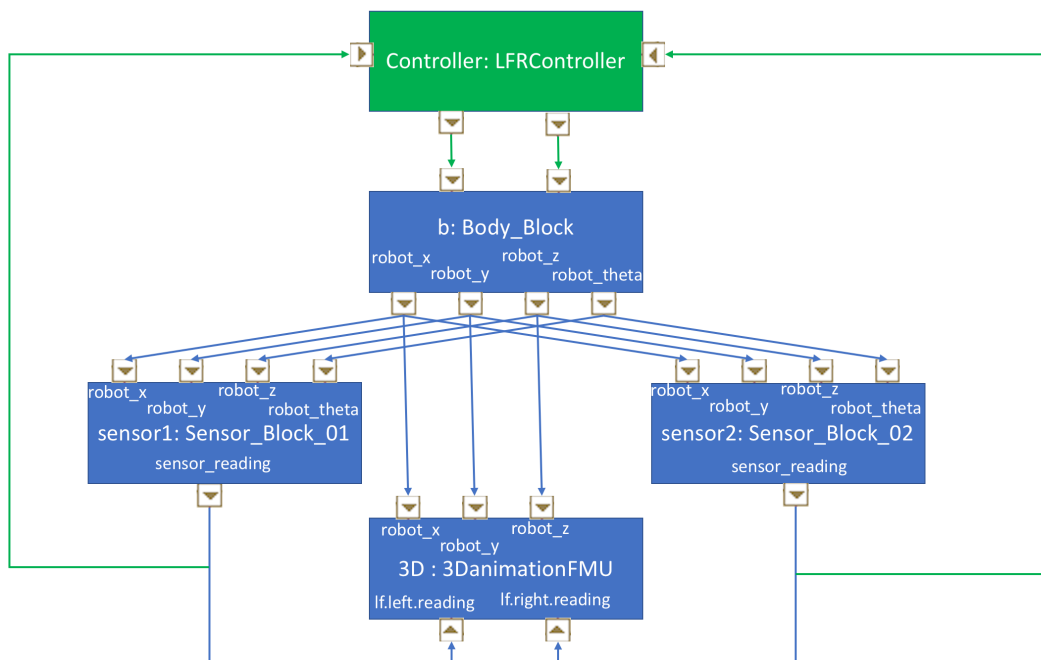 Controller: LFRController
b: Body_Block
robot_x
robot_y
robot_z
robot_theta
robot_x
robot_y
robot_z
robot_theta
sensor1: Sensor_Block_01
sensor_reading
robot_x
robot_y
robot_z
robot_theta
sensor2: Sensor_Block_02
sensor_reading
robot_x
robot_y
robot_z
3D : 3DanimationFMU
lf.left.reading
lf.right.reading